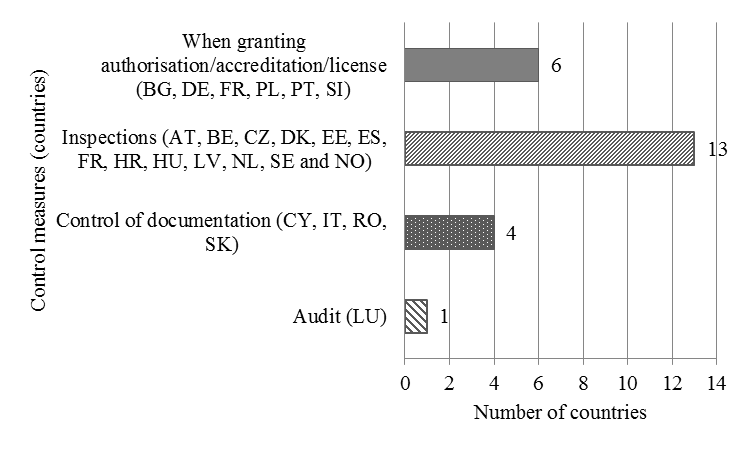 Control measures (countries)
When granting
authorisation/accreditation/license
(BG, DE, FR, PL, PT, SI)
6
Inspections (AT, BE, CZ, DK, EE, ES,
FR, HR, HU, LV, NL, SE and NO)
13
Control of documentation (CY, IT, RO,
SK)
4
Audit (LU)
1
0 2 4 6 8 10 12 14
Number of countries